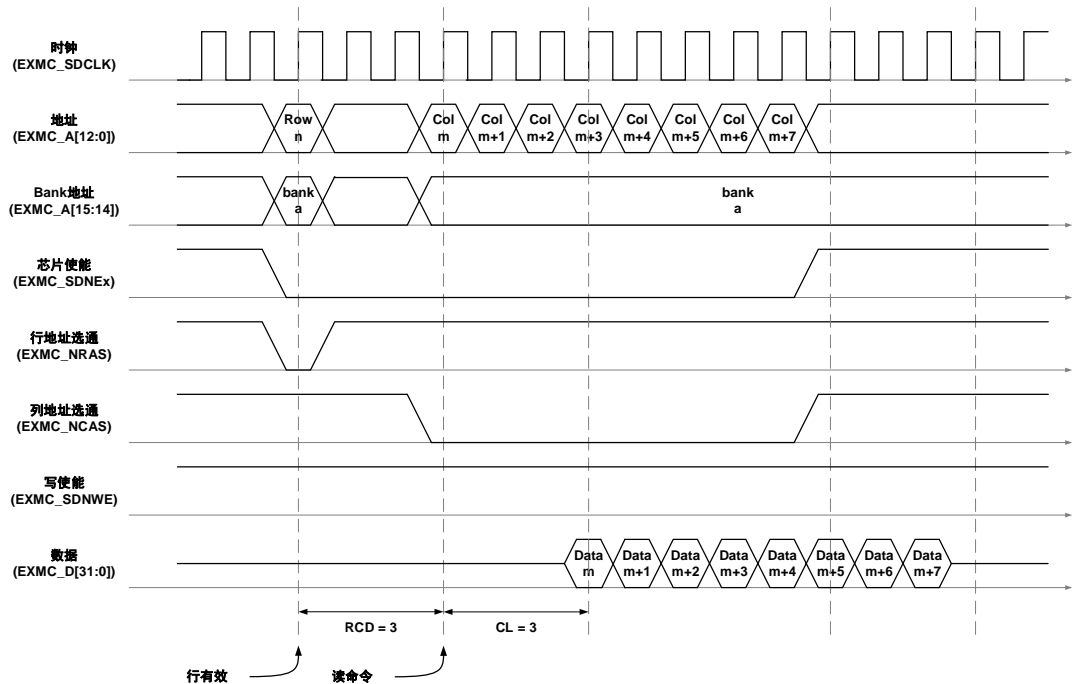 时钟
(EXMC_SDCLK)
地址
(EXMC_A[12:0])
Row
n
Col
m
Col
m+1
Col
m+2
Col
m+3
Col
m+4
Col
m+5
Col
m+6
Col
m+7
Bank地址
(EXMC_A[15:14])
bank
a
bank
a
芯片使能
(EXMC_SDNEx)
行地址选通
(EXMC_NRAS)
列地址选通
(EXMC_NCAS)
写使能
(EXMC_SDNWE)
数据
(EXMC_D[31:0])
Data
m
Data
m+1
Data
m+2
Data
m+3
Data
m+4
Data
m+5
Data
m+6
Data
m+7
RCD = 3
CL = 3
行有效
读命令